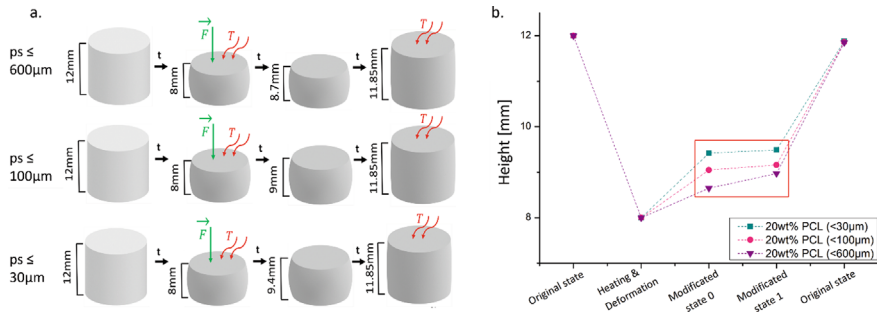 a.
ps ≤
600µm
12mm
t
F
T
8mm
t
8.7mm
t
11.85mm
T
ps ≤
100µm
12mm
t
F
T
8mm
t
9mm
t
11.85mm
T
ps ≤
30µm
12mm
t
F
T
8mm
t
9.4mm
t
11.85mm
T
b.
Height [mm]
12
11
9
8
20wt% PCL (<30µm)
20wt% PCL (<100µm)
20wt% PCL (<600µm)
Original state
Heating &
Deformation
Modificated
state 0
Modificated
state 1
Original state